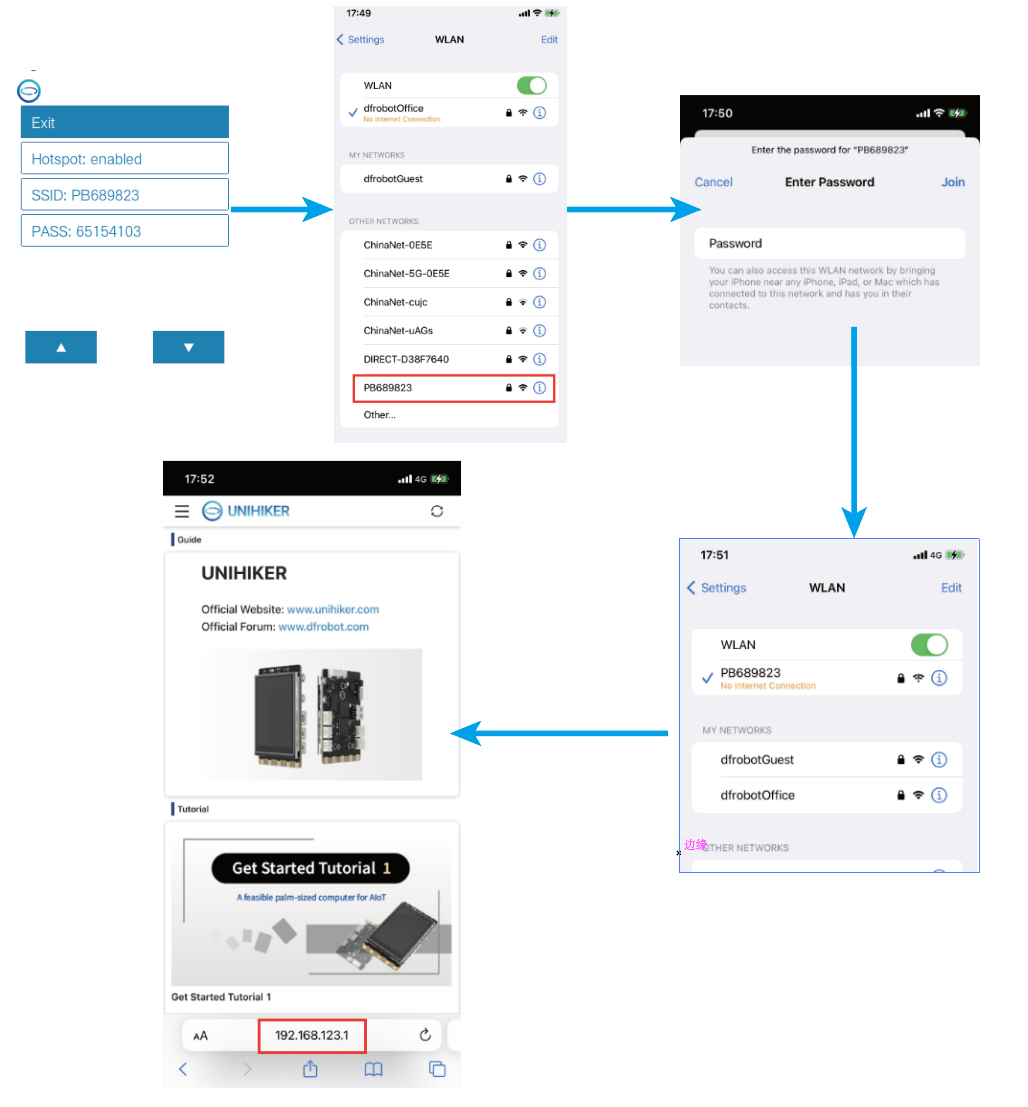 Exit
Hotspot: enabled
SSID: PB689823
PASS: 65154103
▲
▼
17:49
Settings
WLAN
Edit
WLAN
dfrobotOffice
No Internet Connection
MY NETWORKS
dfrobotGuest
OTHER NETWORKS
ChinaNet-0E5E
ChinaNet-5G-0E5E
ChinaNet-cujc
ChinaNet-uAGs
DIRECT-D38F7640
PB689823
Other...
17:50
Enter the password for "PB689823"
Cancel
Enter Password
Join
Password
You can also access this WLAN network by bringing
your iPhone near any iPhone, iPad, or Mac which has
connected to this network and has you in their
contacts.
17:51
4G
Settings
WLAN
Edit
WLAN
PB689823
No Internet Connection
MY NETWORKS
dfrobotGuest
dfrobotOffice
边缘
OTHER NETWORKS
17:52
4G
UNIHIKER
Guide
UNIHIKER
Official Website: www.unihiker.com
Official Forum: www.dfrobot.com
Tutorial
Get Started Tutorial 1
A feasible palm-sized computer for AIoT
Get Started Tutorial 1
AA
192.168.123.1